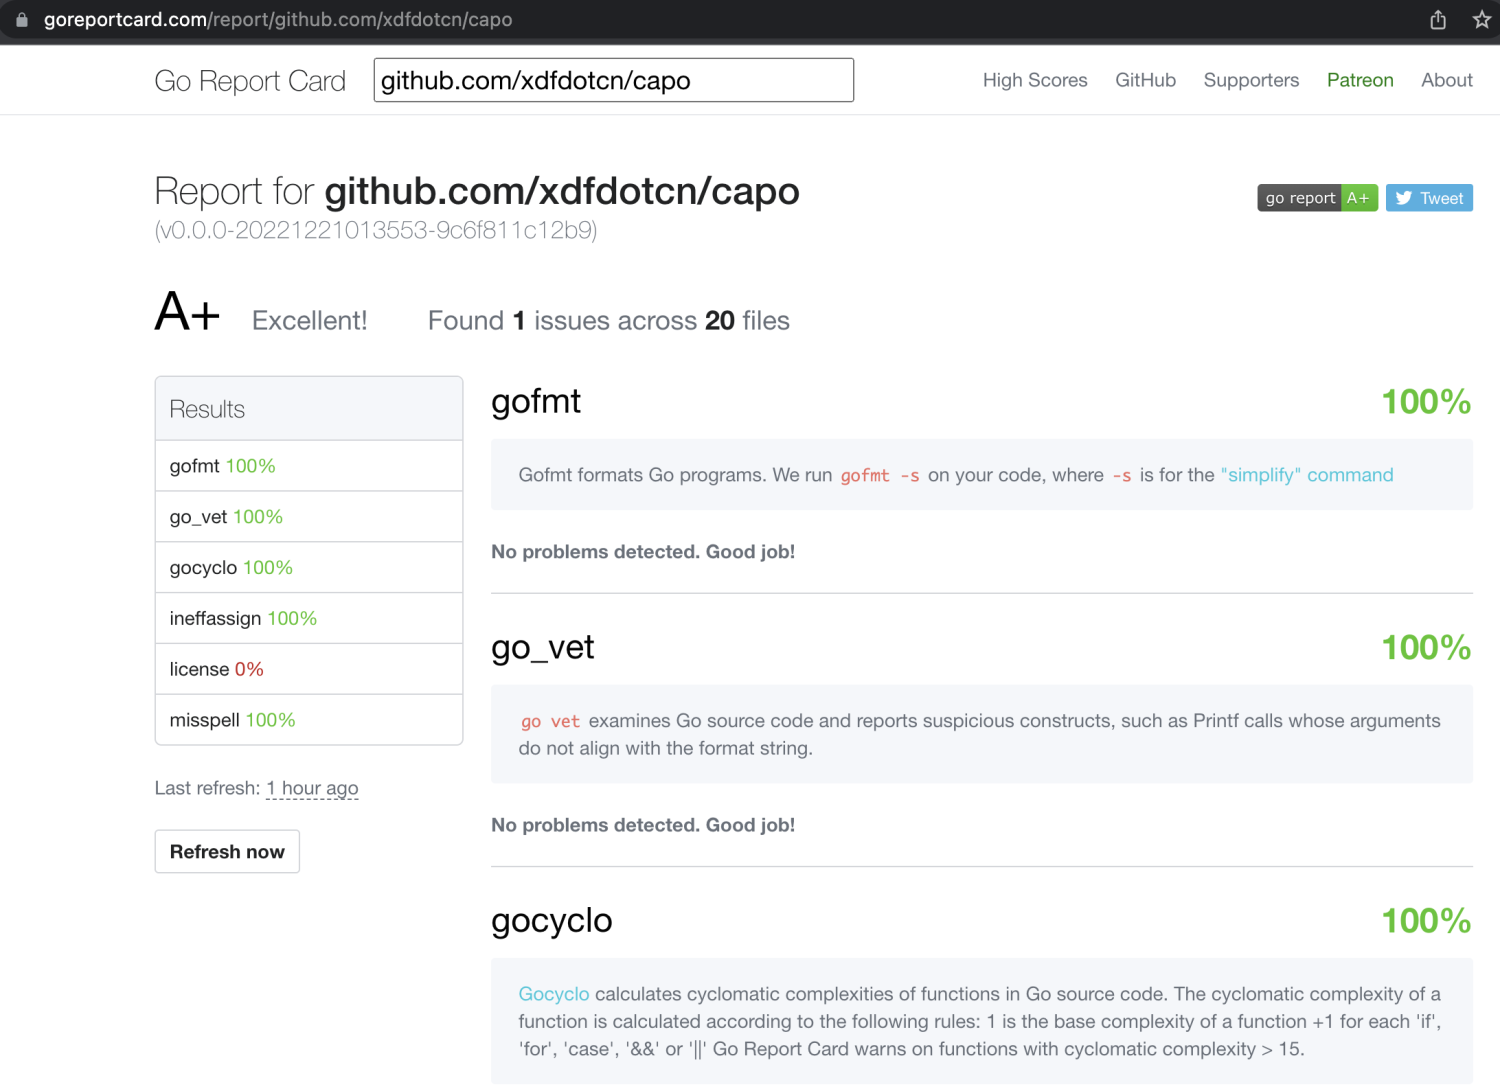 goreportcard.com/report/github.com/xdfdotcn/capo
Go Report Card
github.com/xdfdotcn/capo
High Scores
GitHub
Supporters
Patreon
About
Report for github.com/xdfdotcn/capo
go report A+
Tweet
(v0.0.0-20221221013553-9c6f811c12b9)
A+ Excellent! Found 1 issues across 20 files
Results
gofmt 100%
go_vet 100%
gocyclo 100%
ineffassign 100%
license 0%
misspell 100%
Last refresh: 1 hour ago
Refresh now
gofmt 100%
Gofmt formats Go programs. We run gofmt -s on your code, where -s is for the "simplify" command
No problems detected. Good job!
go_vet 100%
go vet examines Go source code and reports suspicious constructs, such as Printf calls whose arguments
do not align with the format string.
No problems detected. Good job!
gocyclo 100%
Gocyclo calculates cyclomatic complexities of functions in Go source code. The cyclomatic complexity of a
function is calculated according to the following rules: 1 is the base complexity of a function +1 for each 'if',
'for', 'case', '&&' or '||' Go Report Card warns on functions with cyclomatic complexity > 15.